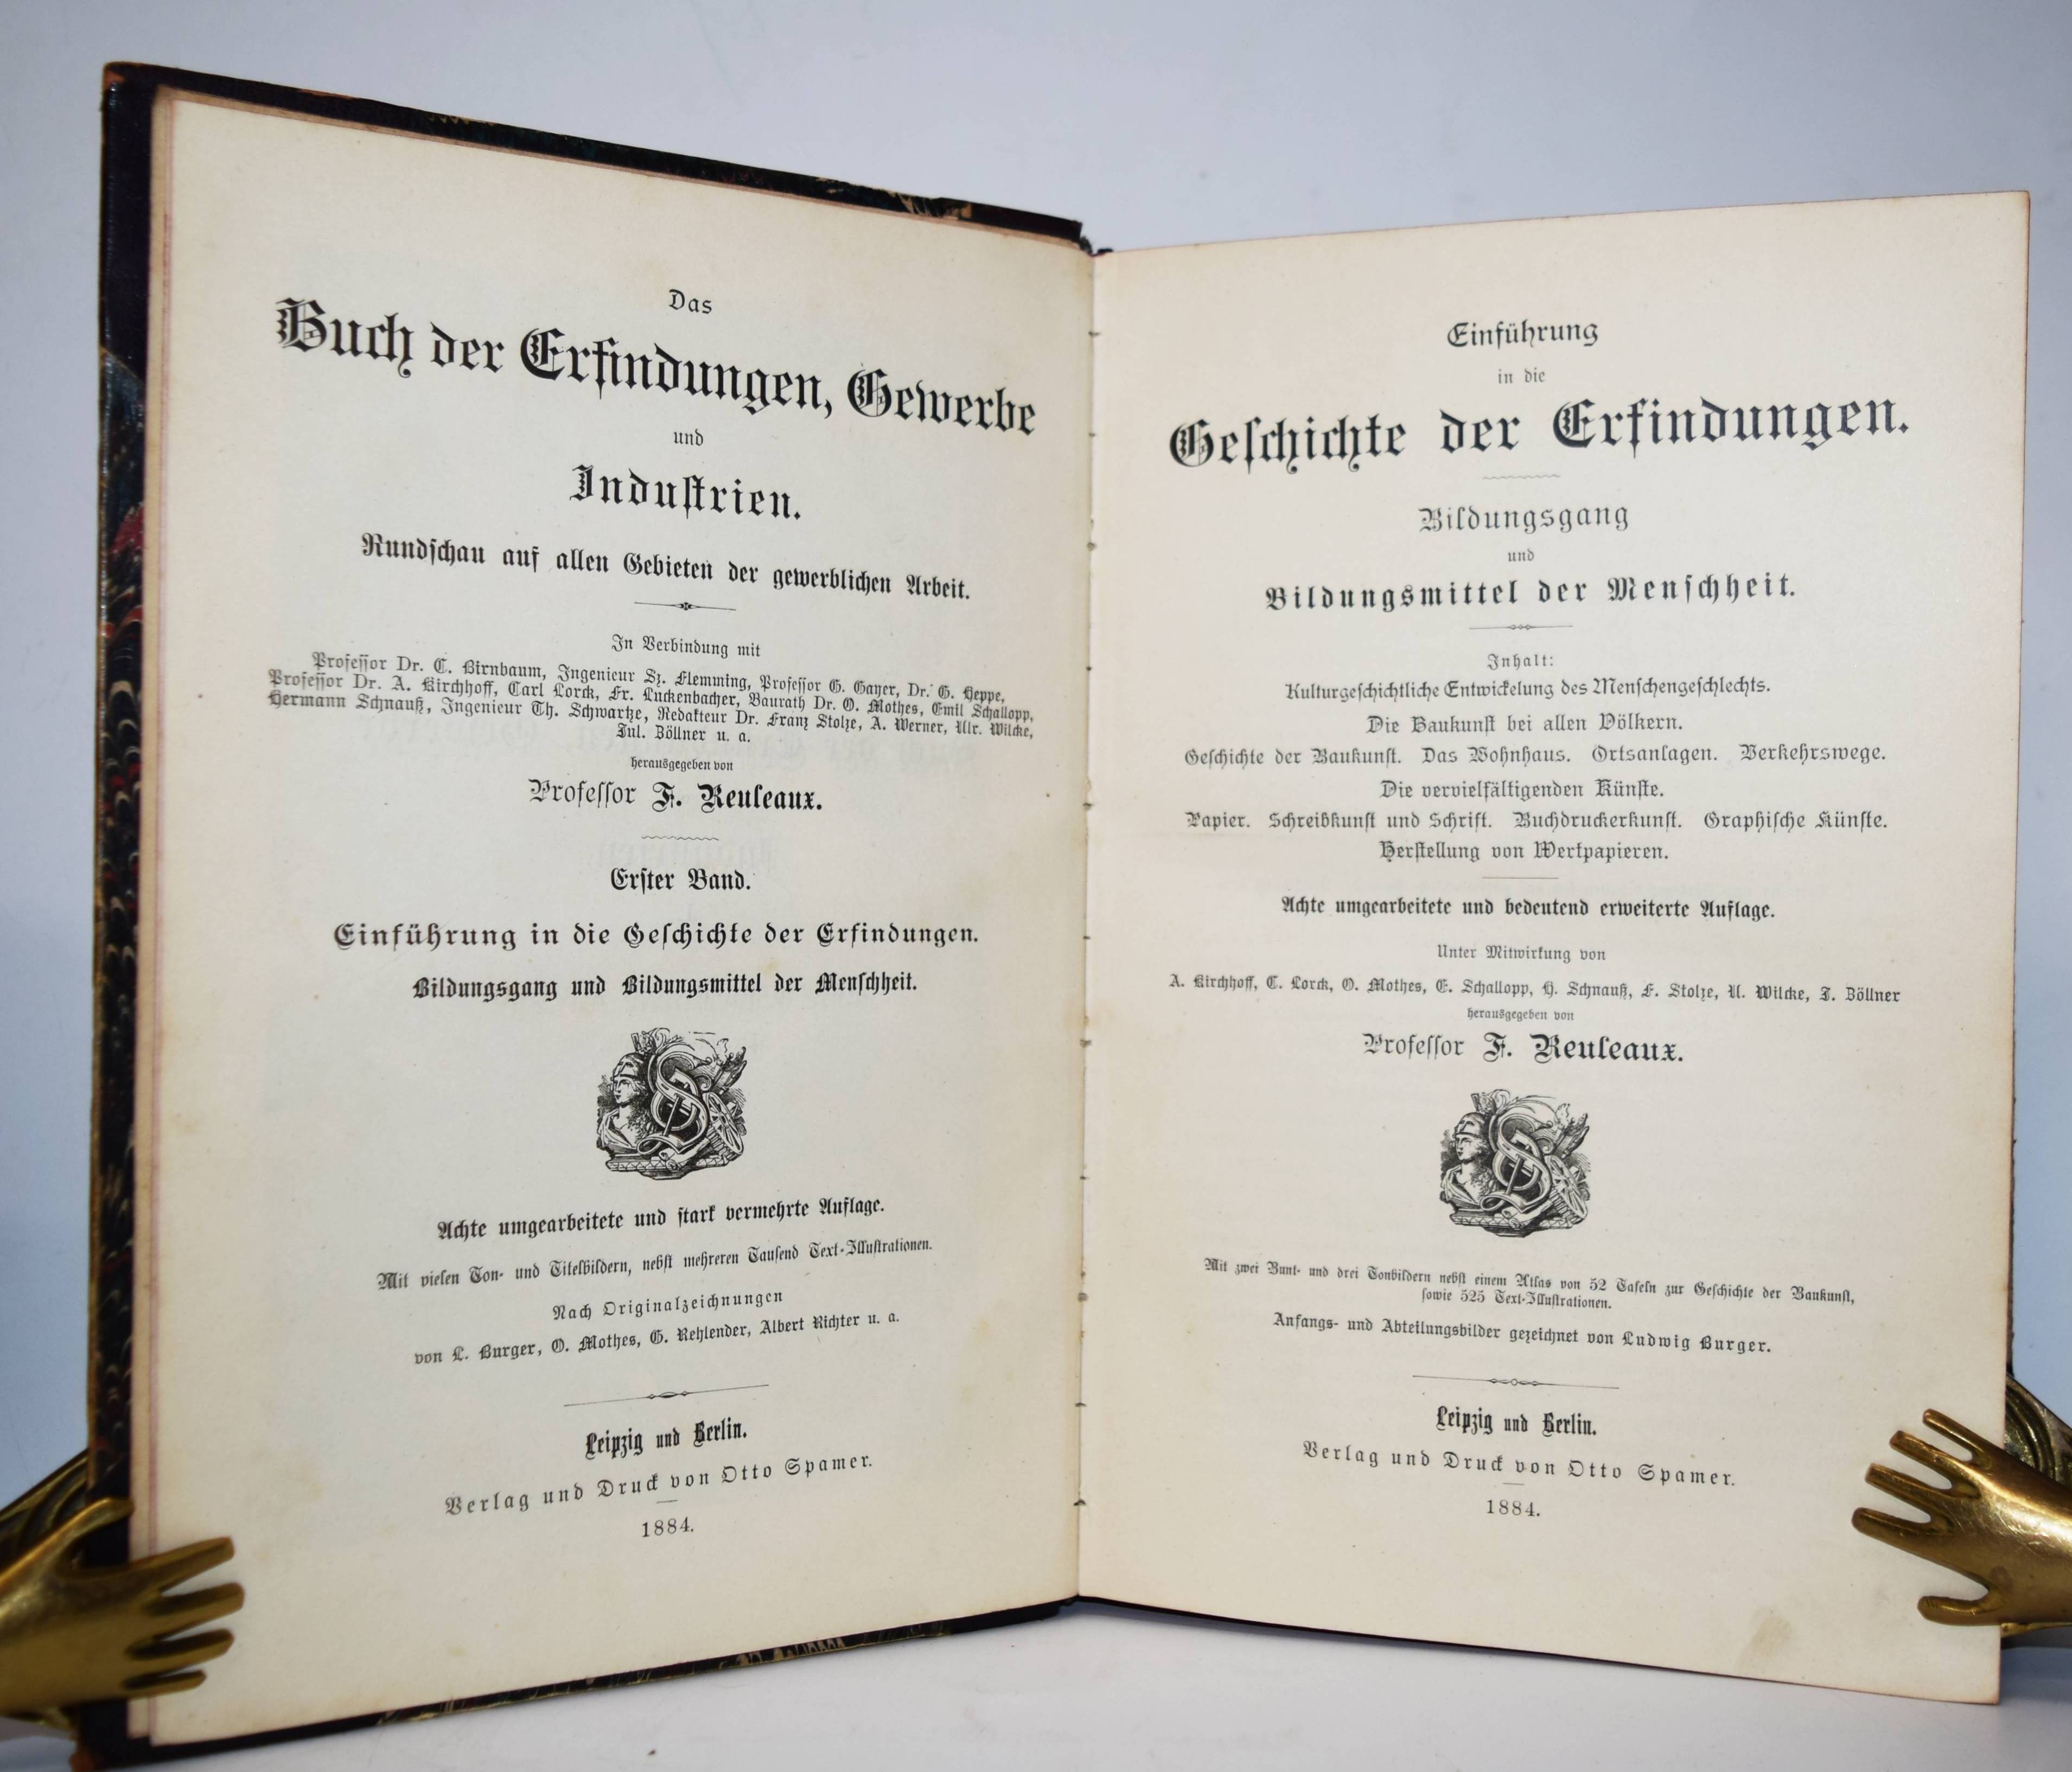 Das
Buch der Erfindungen, Gewerbe
und
Industrien.
Rundschau auf allen Gebieten der gewerblichen Arbeit.
In Verbindung mit
Professor Dr. C. Birnbaum, Ingenieur Sz. Flemming, Professor G. Gayer, Dr. G. Heppe,
Professor Dr. A. Kirchhoff, Carl Lorck, Fr. Luckenbacher, Baurath Dr. O. Mothes, Emil Schallopp,
Hermann Schnauß, Ingenieur Th. Schwartze, Redakteur Dr. Franz Stolze, A. Werner, Ulr. Wilcke,
Jul. Zöllner u. a.
herausgegeben von
Professor F. Reuleaux.
Erster Band.
Einführung in die Geschichte der Erfindungen.
Bildungsgang und Bildungsmittel der Menschheit.
Achte umgearbeitete und stark vermehrte Auflage.
Mit vielen Ton- und Titelbildern, nebst mehreren Tausend Text-Illustrationen.
Nach Originalzeichnungen
von L. Burger, O. Mothes, G. Rehlender, Albert Richter u. a.
Leipzig und Berlin.
Verlag und Druck von Otto Spamer.
1884.
Einführung
in die
Geschichte der Erfindungen.
Bildungsgang
und
Bildungsmittel der Menschheit.
Inhalt:
Kulturgeschichtliche Entwickelung des Menschengeschlechts.
Die Baukunst bei allen Völkern.
Geschichte der Baukunst. Das Wohnhaus. Ortsanlagen. Verkehrswege.
Die vervielfältigenden Künste.
Papier. Schreibkunst und Schrift. Buchdruckerkunst. Graphische Künste.
Herstellung von Wertpapieren.
Achte umgearbeitete und bedeutend erweiterte Auflage.
Unter Mitwirkung von
A. Kirchhoff, C. Lorck, O. Mothes, E. Schallopp, H. Schnauß, F. Stolze, U. Wilcke, J. Zöllner
herausgegeben von
Professor F. Reuleaux.
Mit zwei Bunt- und drei Tonbildern nebst einem Atlas von 52 Tafeln zur Geschichte der Baukunst,
sowie 525 Text-Illustrationen.
Anfangs- und Abteilungsbilder gezeichnet von Ludwig Burger.
Leipzig und Berlin.
Verlag und Druck von Otto Spamer.
1884.